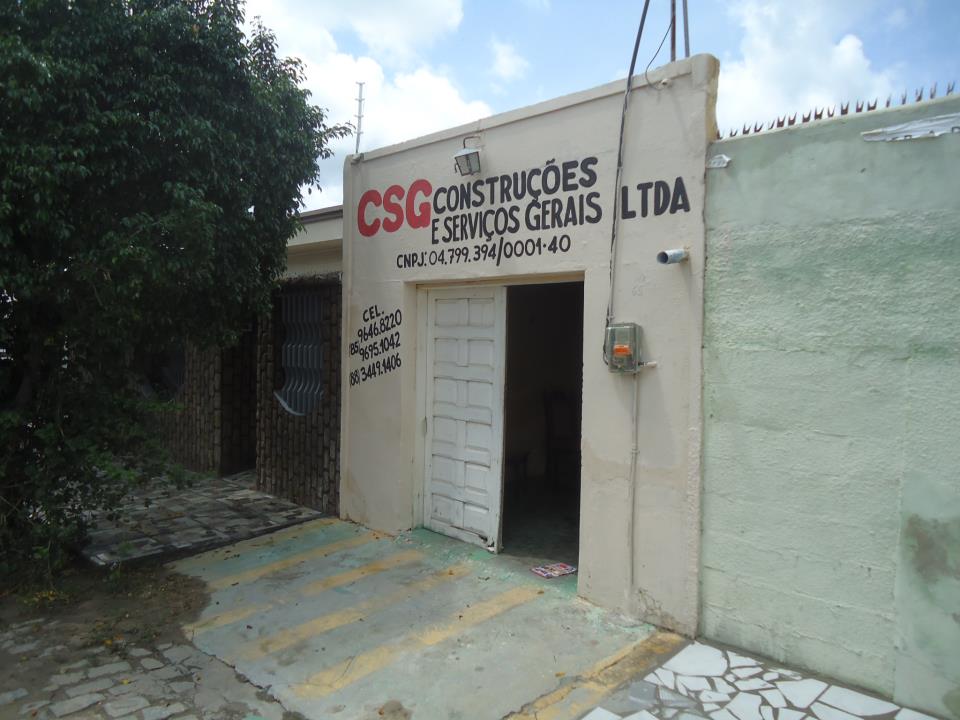 CSG CONSTRUÇÕES
E SERVIÇOS GERAIS LTDA
CNPJ: 04.799.394/0001-40
CEL.
(85) 9646.8220
9695.1042
(88) 3449.1406